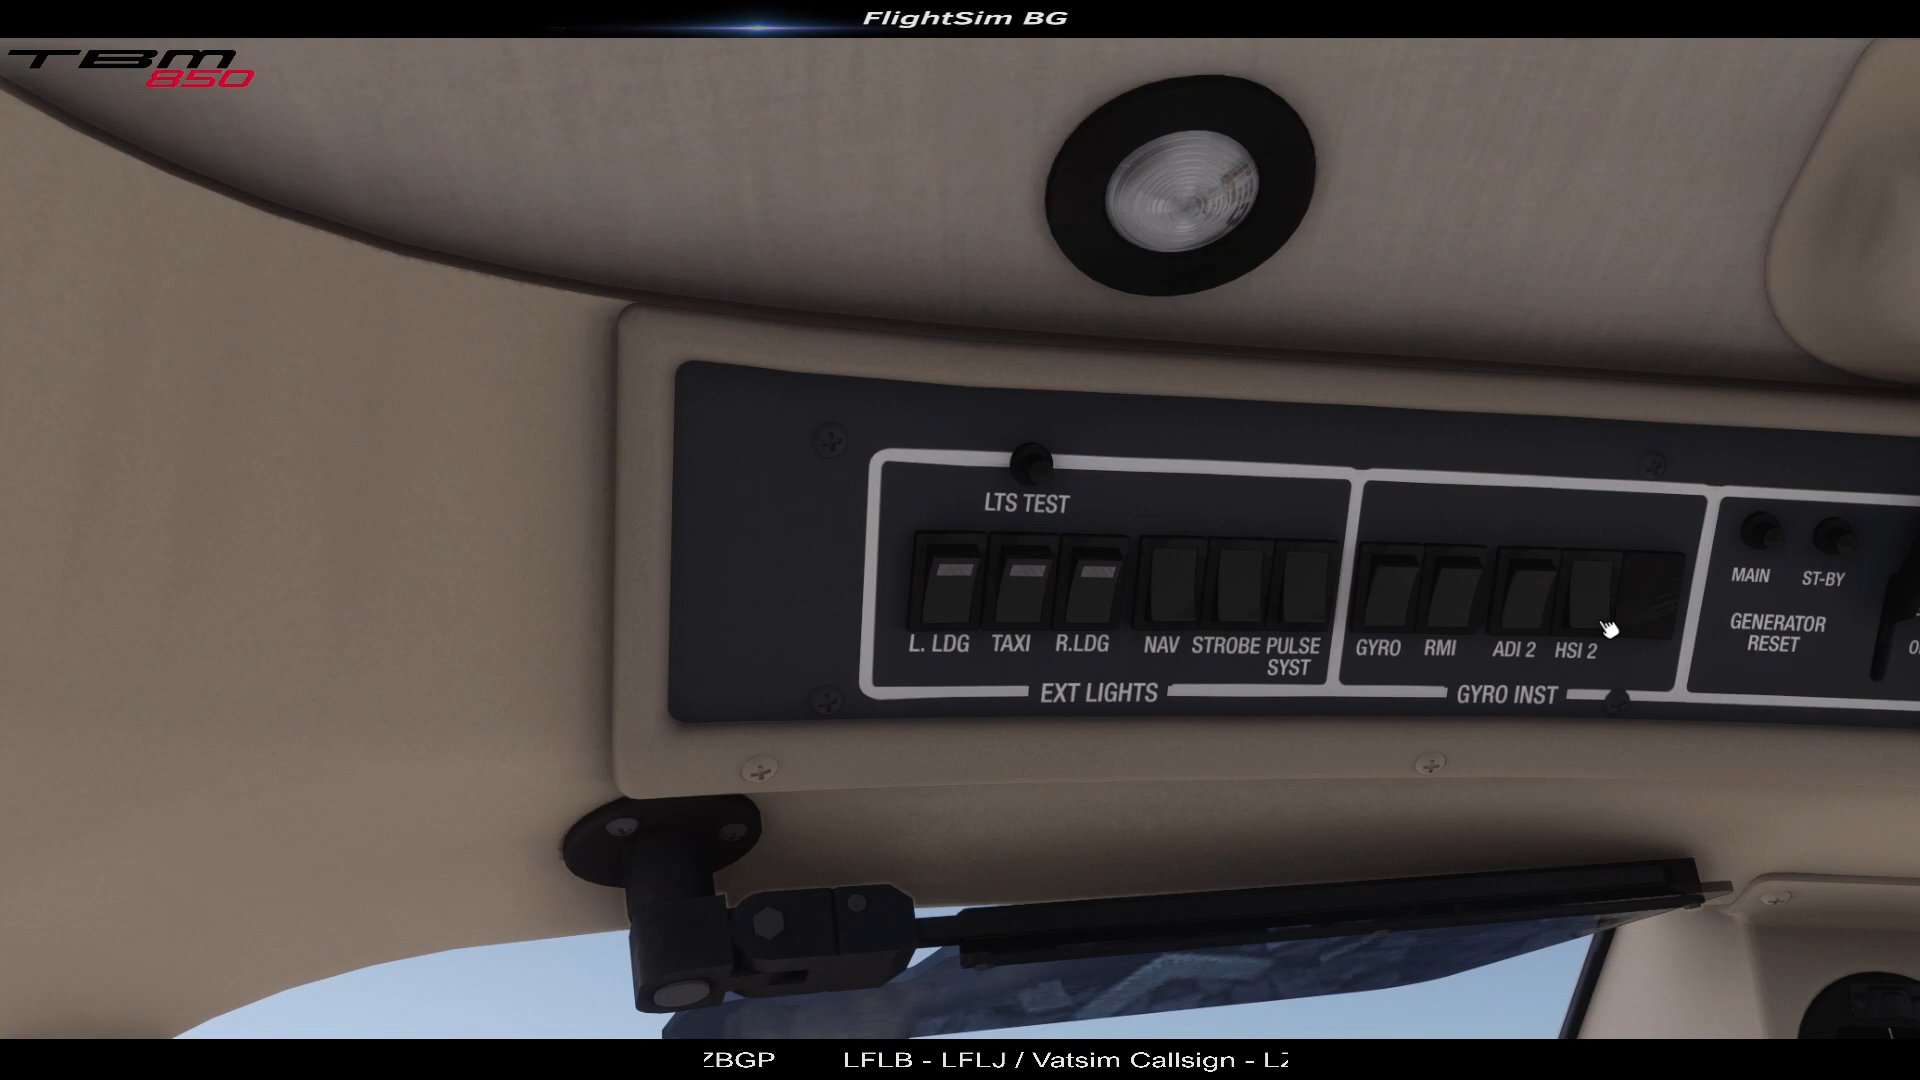 FlightSim BG
TBM
850
LTS TEST
L. LDG TAXI R.LDG NAV STROBE PULSE SYST
EXT LIGHTS
GYRO RMI ADI 2 HSI 2
GYRO INST
MAIN ST-BY
GENERATOR
RESET
ZBGP LFLB - LFLJ / Vatsim Callsign - LZ